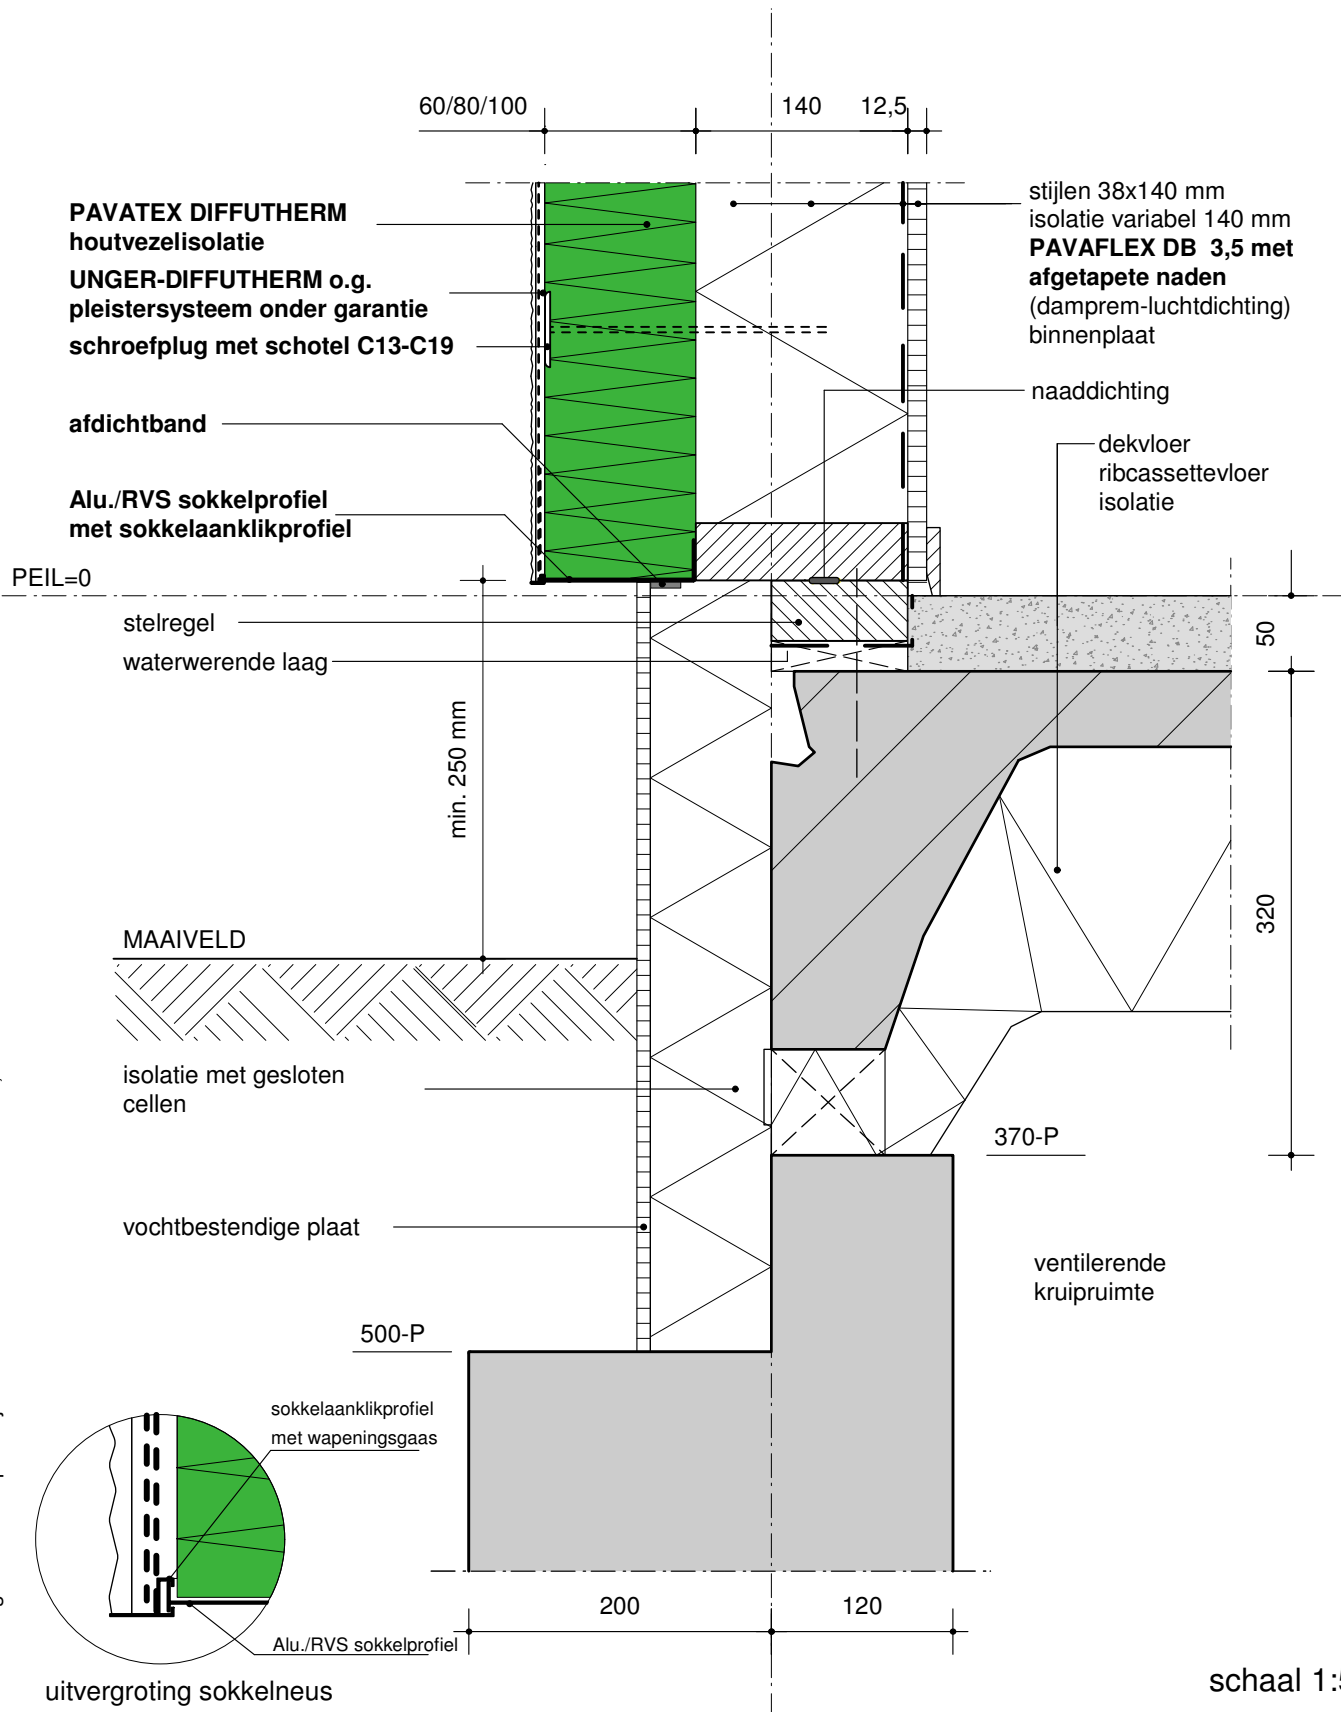 60/80/100
140
12,5
PAVATEX DIFFUTHERM
houtvezelisolatie
UNGER-DIFFUTHERM o.g.
pleistersysteem onder garantie
schroefplug met schotel C13-C19
afdichtband
Alu./RVS sokkelprofiel
met sokkelaanklikprofiel
stijlen 38x140 mm
isolatie variabel 140 mm
PAVAFLEX DB 3,5 met
afgetapete naden
(damprem-luchtdichting)
binnenplaat
naaddichting
dekvloer
ribcassettevloer
isolatie
PEIL=0
stelregel
waterwerende laag
50
min. 250 mm
320
MAAIVELD
isolatie met gesloten
cellen
370-P
vochtbestendige plaat
ventilerende
kruipruimte
500-P
sokkelaanklikprofiel
met wapeningsgaas
Alu./RVS sokkelprofiel
200
120
uitvergroting sokkelneus
schaal 1: